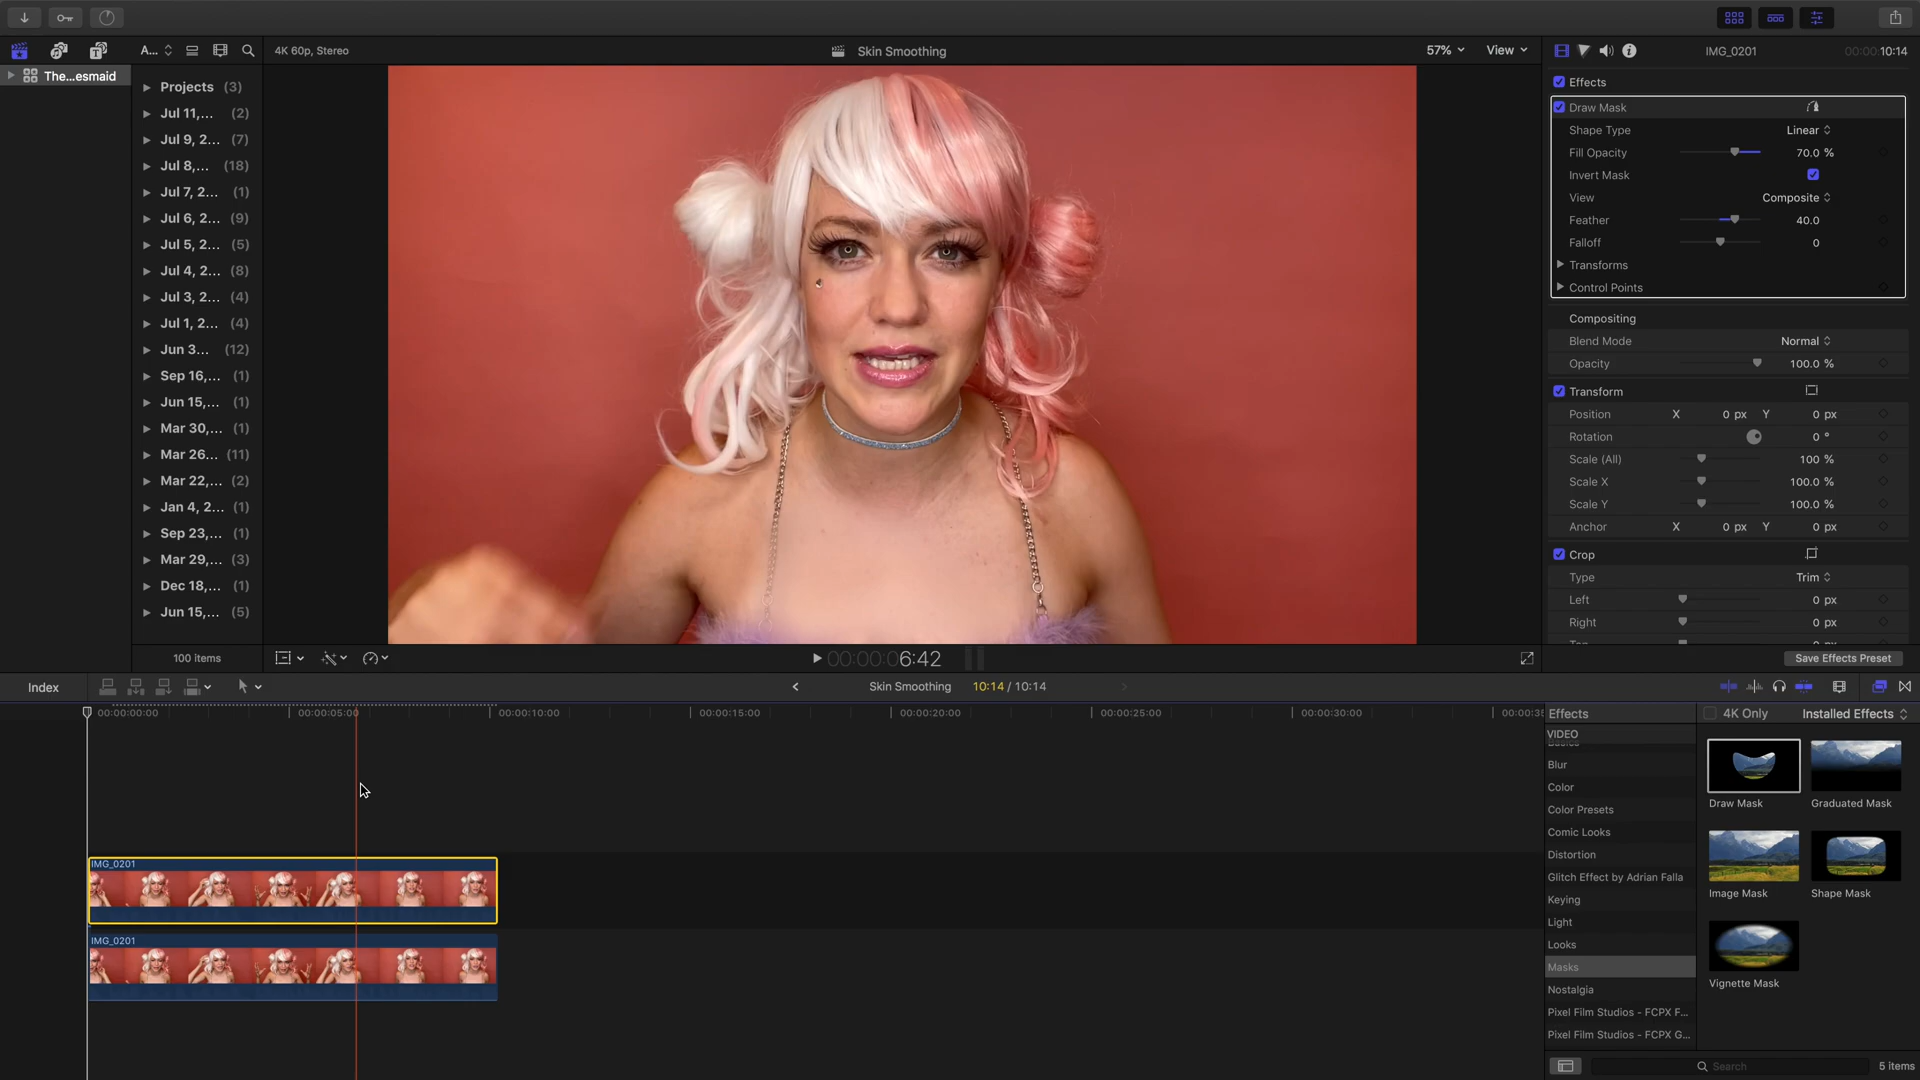 4K 60p, Stereo
Skin Smoothing
57%
View
IMG_0201
00:00:10:14
A...
The...esmaid
Projects (3)
Jul 11,... (2)
Jul 9, 2... (7)
Jul 8,... (18)
Jul 7, 2... (1)
Jul 6, 2... (9)
Jul 5, 2... (5)
Jul 4, 2... (8)
Jul 3, 2... (4)
Jul 1, 2... (4)
Jun 3... (12)
Sep 16,... (1)
Jun 15,... (1)
Mar 30,... (1)
Mar 26... (11)
Mar 22,... (2)
Jan 4, 2... (1)
Sep 23,... (1)
Mar 29,... (3)
Dec 18,... (1)
Jun 15,... (5)
100 items
Effects
Draw Mask
Shape Type Linear
Fill Opacity 70.0 %
Invert Mask
View Composite
Feather 40.0
Falloff 0
Transforms
Control Points
Compositing
Blend Mode Normal
Opacity 100.0 %
Transform
Position X 0 px Y 0 px
Rotation 0 °
Scale (All) 100 %
Scale X 100.0 %
Scale Y 100.0 %
Anchor X 0 px Y 0 px
Crop
Type Trim
Left 0 px
Right 0 px
Save Effects Preset
00:00:06:42
Index
Skin Smoothing
10:14 / 10:14
00:00:00:00
00:00:05:00
00:00:10:00
00:00:15:00
00:00:20:00
00:00:25:00
00:00:30:00
IMG_0201
IMG_0201
Effects
4K Only
Installed Effects
VIDEO
Blur
Color
Color Presets
Comic Looks
Distortion
Glitch Effect by Adrian Falla
Keying
Light
Looks
Masks
Nostalgia
Pixel Film Studios - FCPX F...
Pixel Film Studios - FCPX G...
Draw Mask
Graduated Mask
Image Mask
Shape Mask
Vignette Mask
Search
5 items